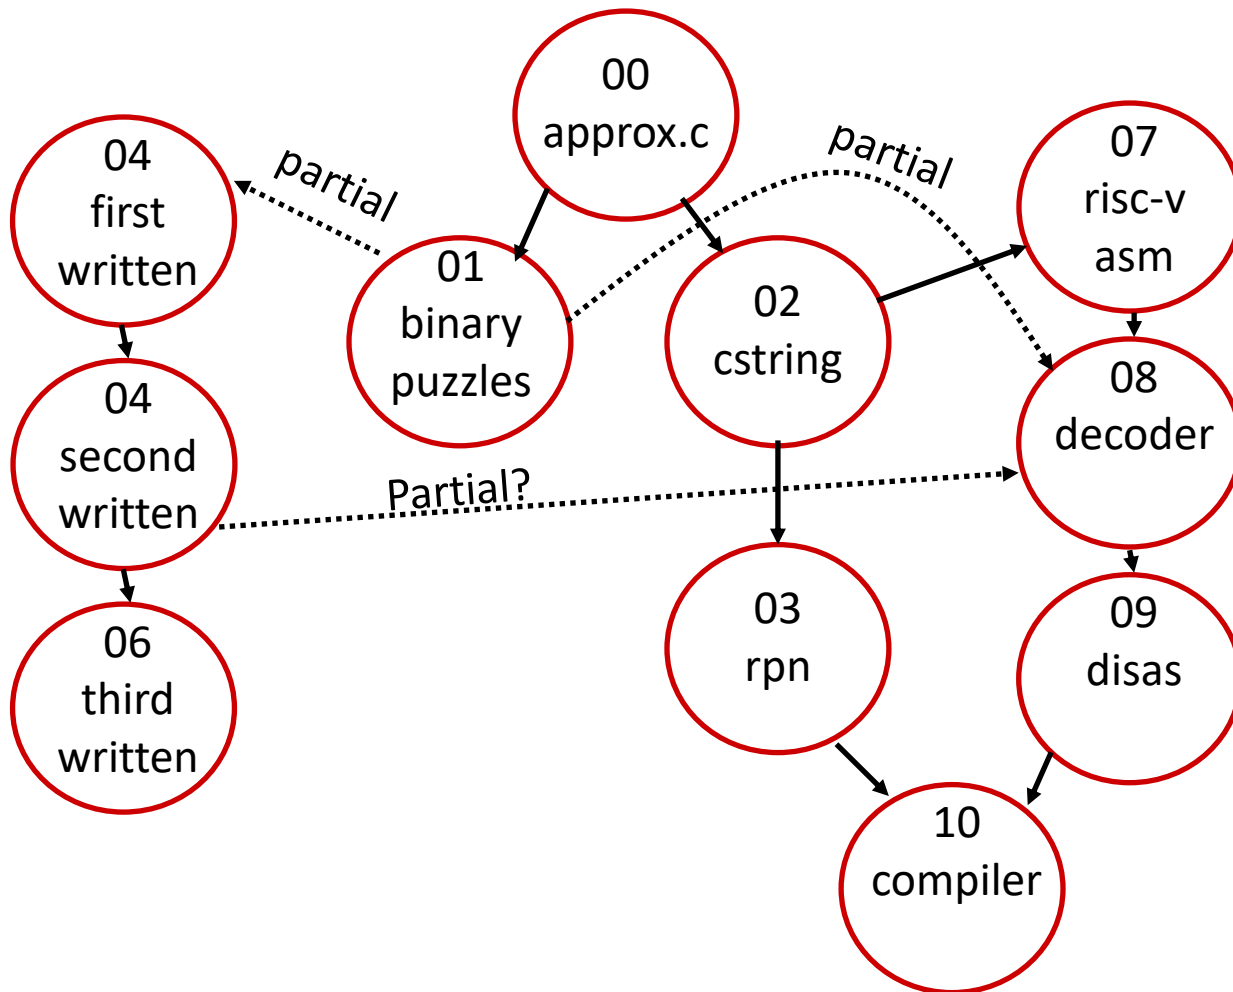 00
approx.c
partial
partial
04
first
written
01
binary
puzzles
02
cstring
07
risc-v
asm
04
second
written
Partial?
08
decoder
03
rpn
09
disas
06
third
written
10
compiler